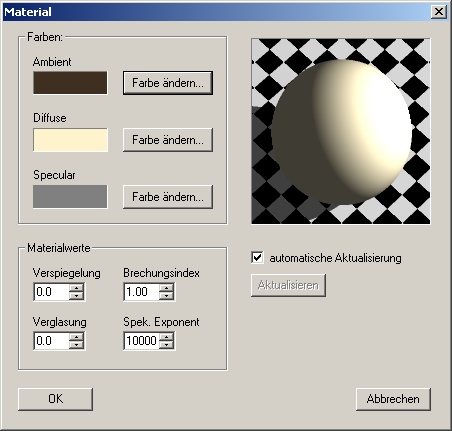 Material
Farben:
Ambient
Farbe ändern...
Diffuse
Farbe ändern...
Specular
Farbe ändern...
Materialwerte
Verspiegelung Brechungsindex
0.0 1.00
Verglasung Spek. Exponent
0.0 10000
automatische Aktualisierung
Aktualisieren
OK
Abbrechen